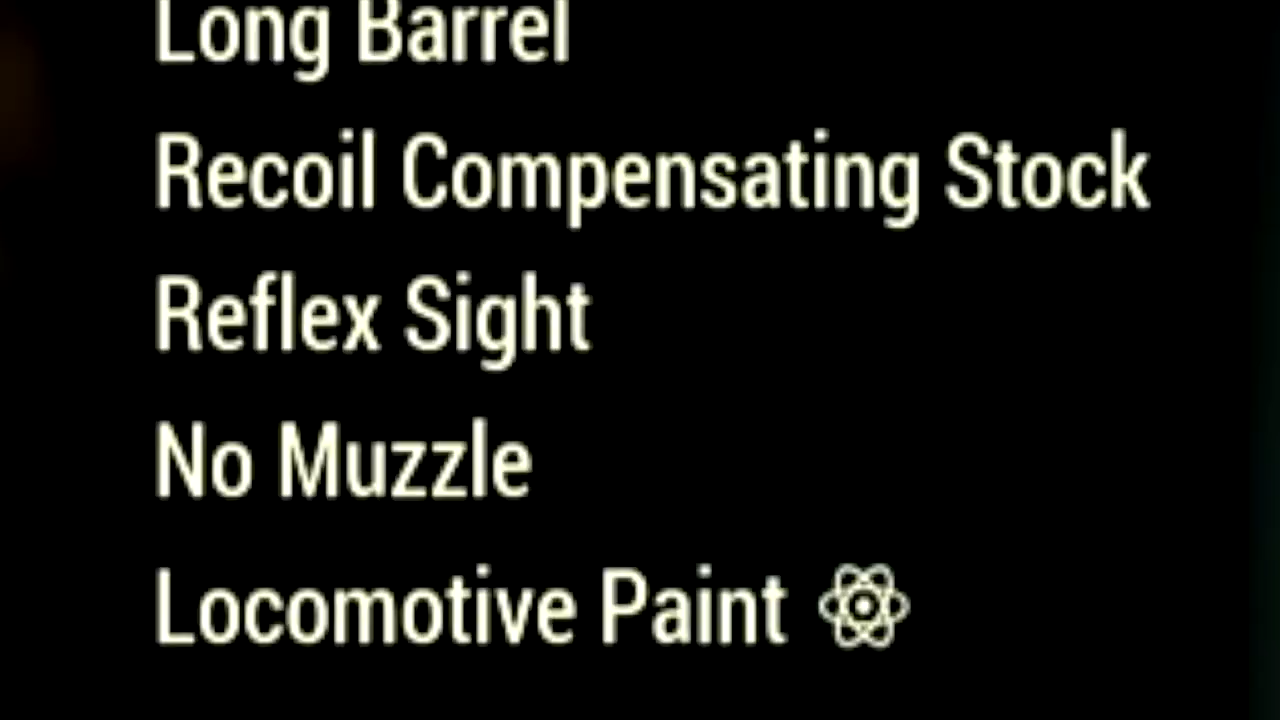 Long Barrel
Recoil Compensating Stock
Reflex Sight
No Muzzle
Locomotive Paint